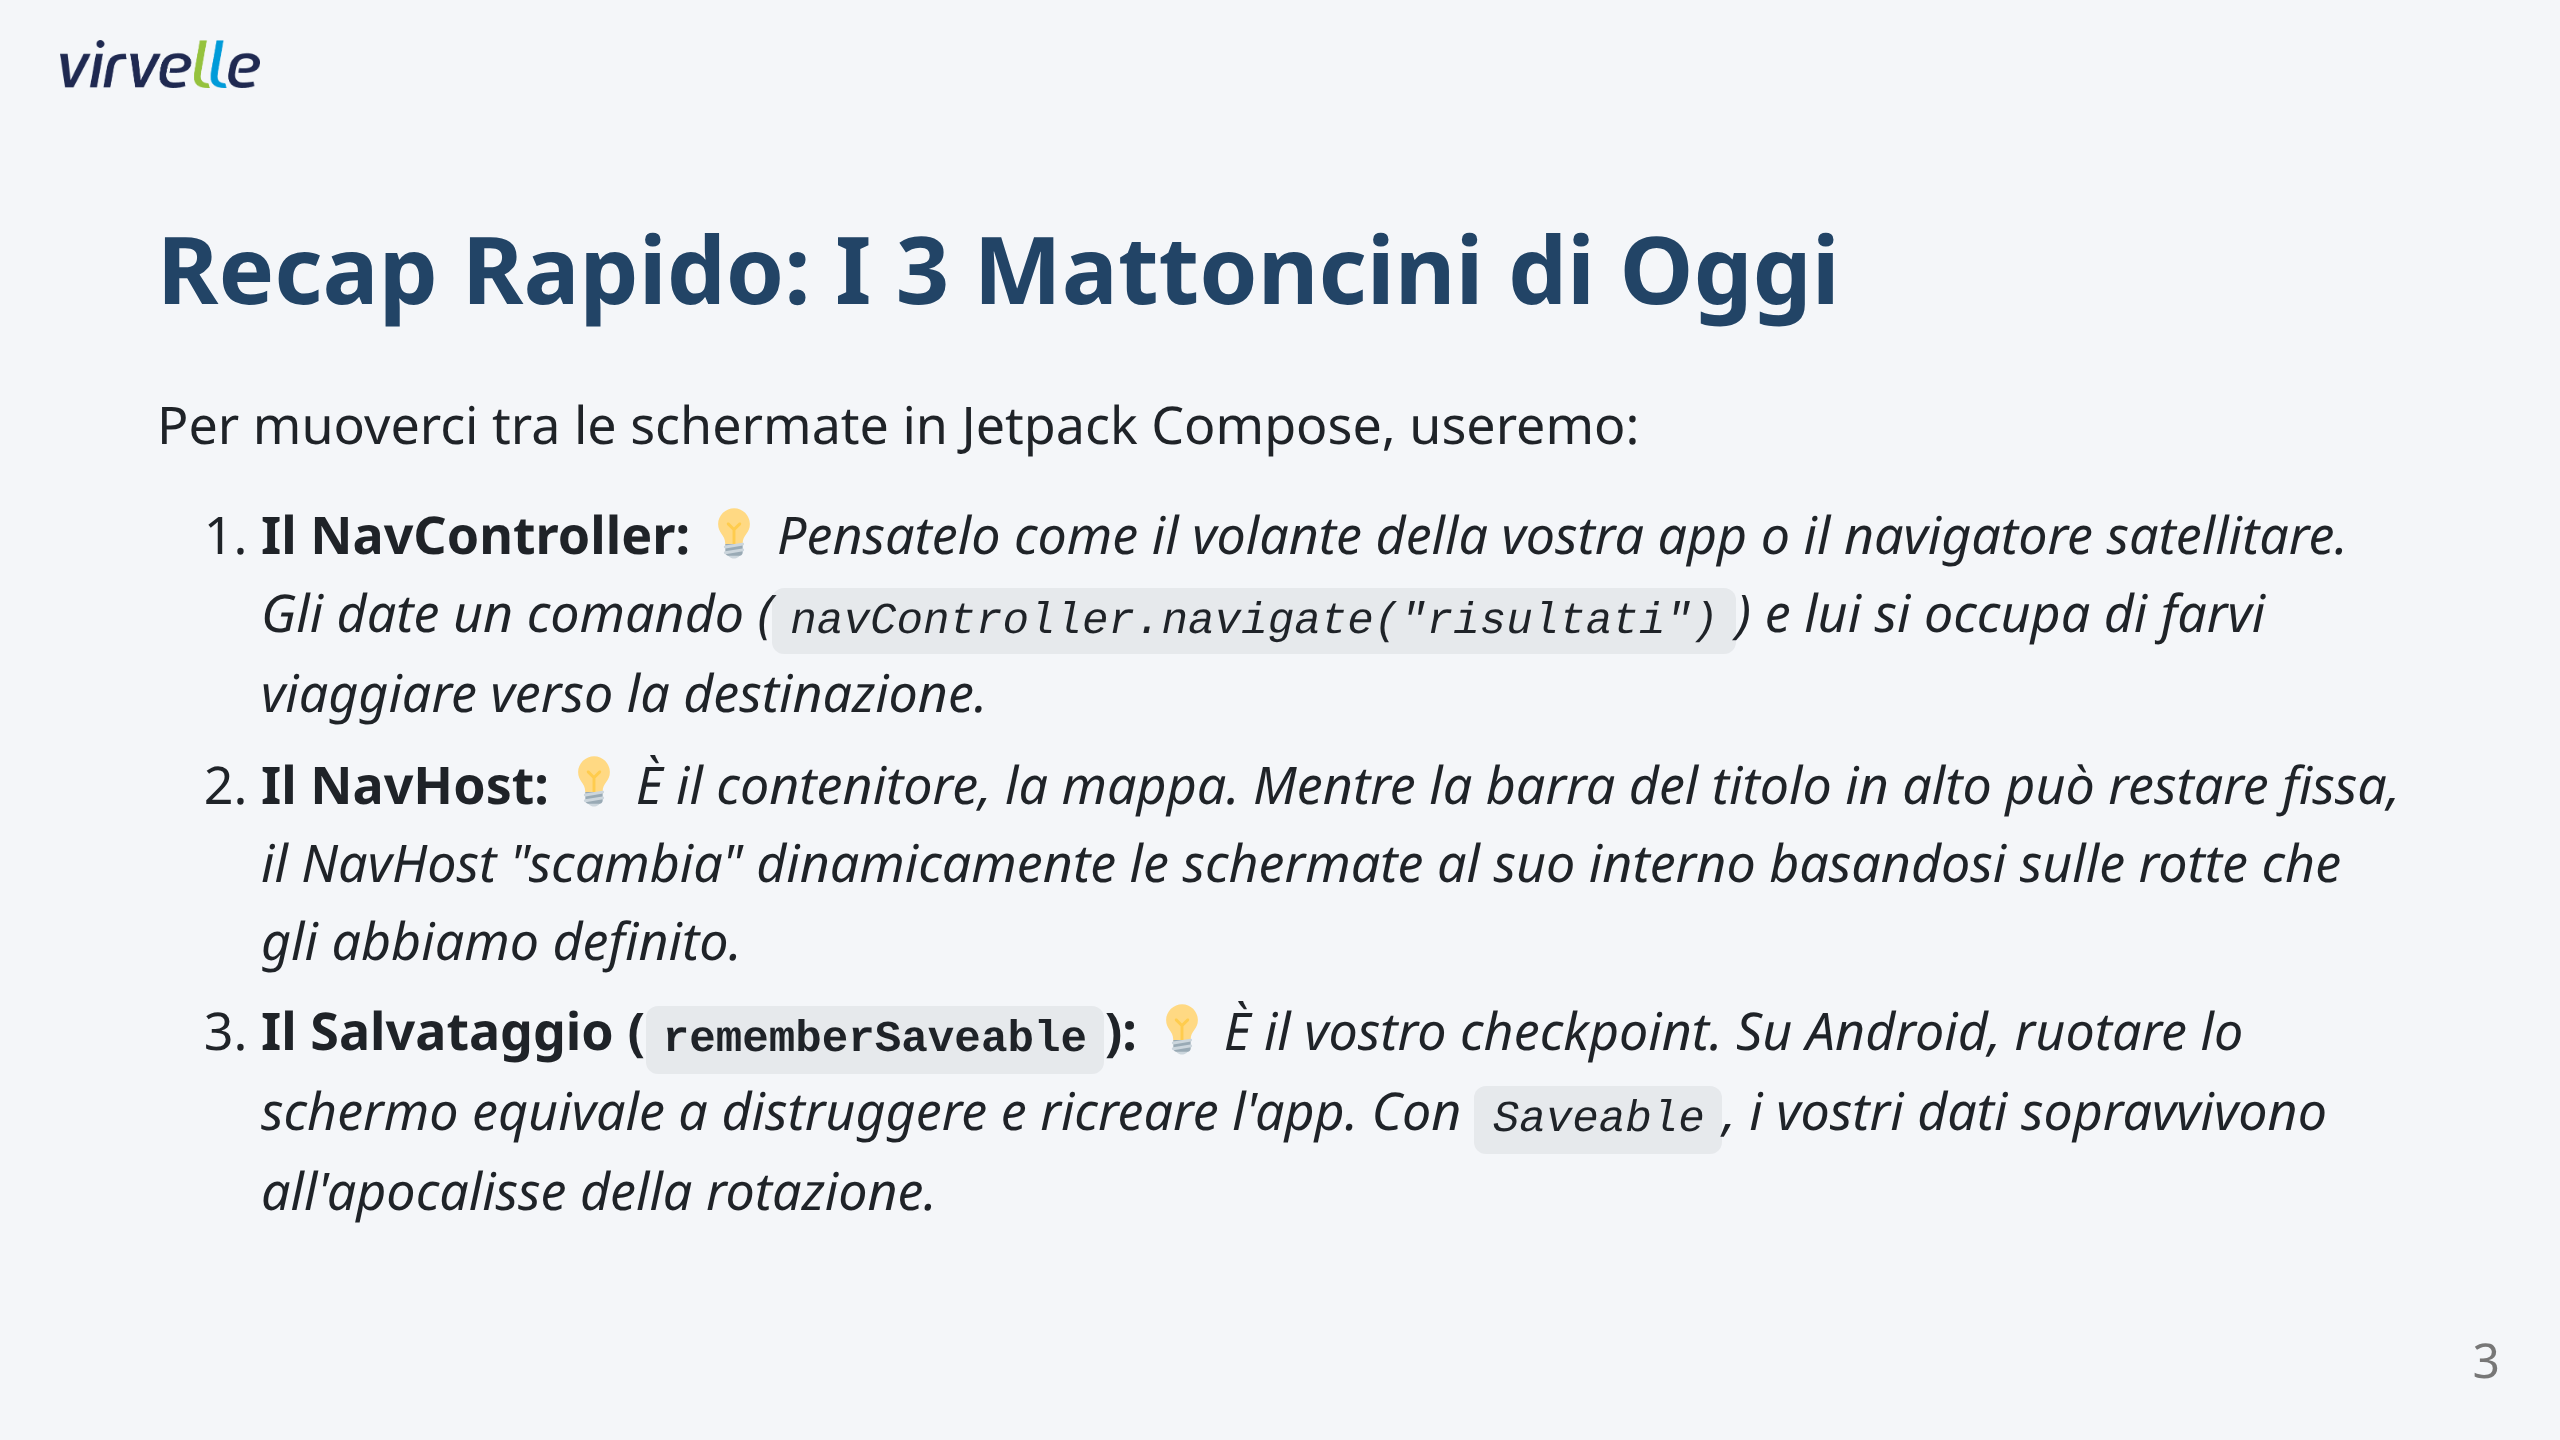 virvelle
Recap Rapido: I 3 Mattoncini di Oggi
Per muoverci tra le schermate in Jetpack Compose, useremo:
1. Il NavController: 💡 Pensatelo come il volante della vostra app o il navigatore satellitare.
Gli date un comando (navController.navigate("risultati")) e lui si occupa di farvi
viaggiare verso la destinazione.
2. Il NavHost: 💡 È il contenitore, la mappa. Mentre la barra del titolo in alto può restare fissa,
il NavHost "scambia" dinamicamente le schermate al suo interno basandosi sulle rotte che
gli abbiamo definito.
3. Il Salvataggio (rememberSaveable): 💡 È il vostro checkpoint. Su Android, ruotare lo
schermo equivale a distruggere e ricreare l'app. Con Saveable, i vostri dati sopravvivono
all'apocalisse della rotazione.
3